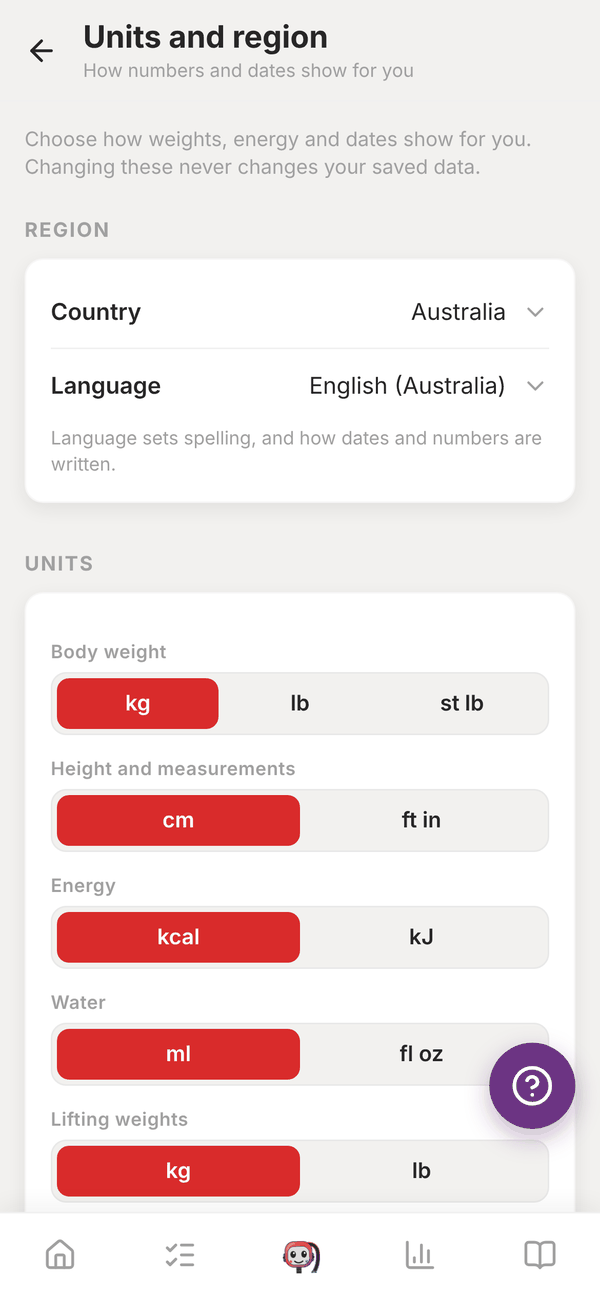 Units and region
How numbers and dates show for you
Choose how weights, energy and dates show for you.
Changing these never changes your saved data.
REGION
Country Australia
Language English (Australia)
Language sets spelling, and how dates and numbers are
written.
UNITS
Body weight
kg lb st lb
Height and measurements
cm ft in
Energy
kcal kJ
Water
ml fl oz
?
Lifting weights
kg lb